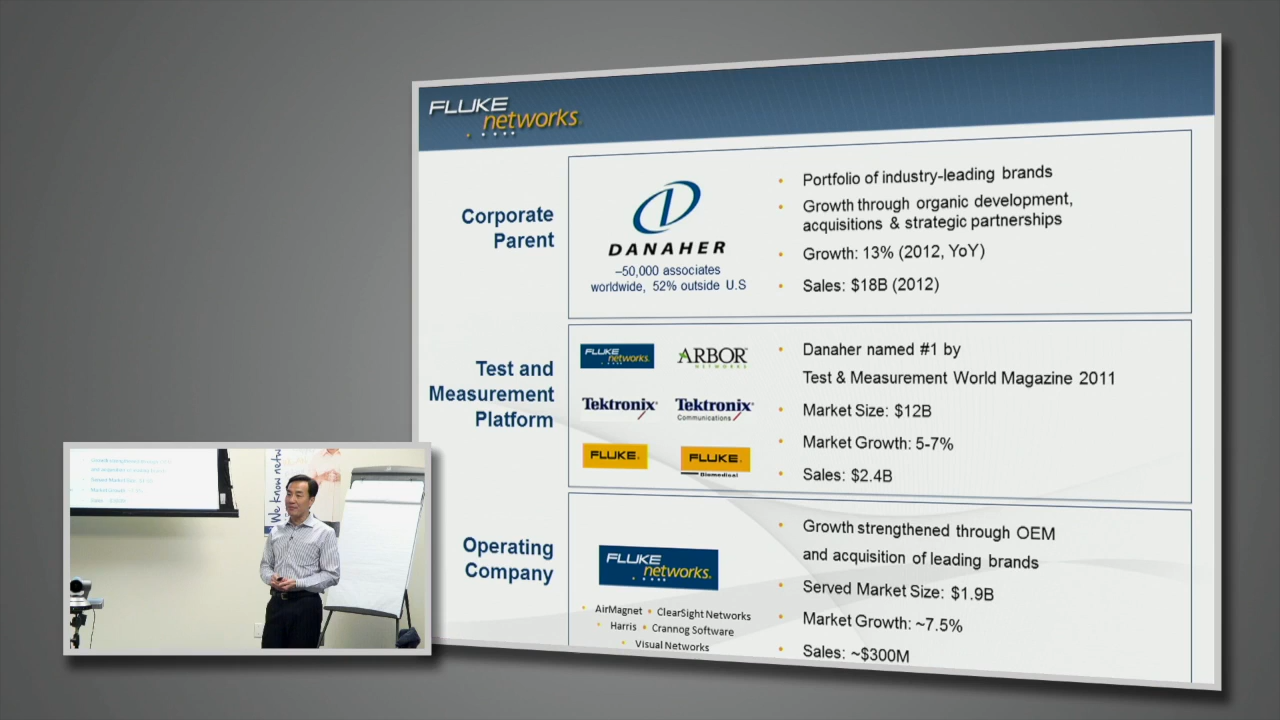 FLUKE
networks.
Corporate
Parent
DANAHER
–50,000 associates
worldwide, 52% outside U.S
• Portfolio of industry-leading brands
• Growth through organic development,
acquisitions & strategic partnerships
• Growth: 13% (2012, YoY)
• Sales: $18B (2012)
Test and
Measurement
Platform
FLUKE
networks.
ARBOR
NETWORKS
Tektronix
Tektronix
Communications
FLUKE.
FLUKE.
Biomedical
• Danaher named #1 by
Test & Measurement World Magazine 2011
• Market Size: $12B
• Market Growth: 5-7%
• Sales: $2.4B
Operating
Company
FLUKE
networks.
• AirMagnet • ClearSight Networks
• Harris • Crannog Software
• Visual Networks
• Growth strengthened through OEM
and acquisition of leading brands
• Served Market Size: $1.9B
• Market Growth: ~7.5%
• Sales: ~$300M
We know netw